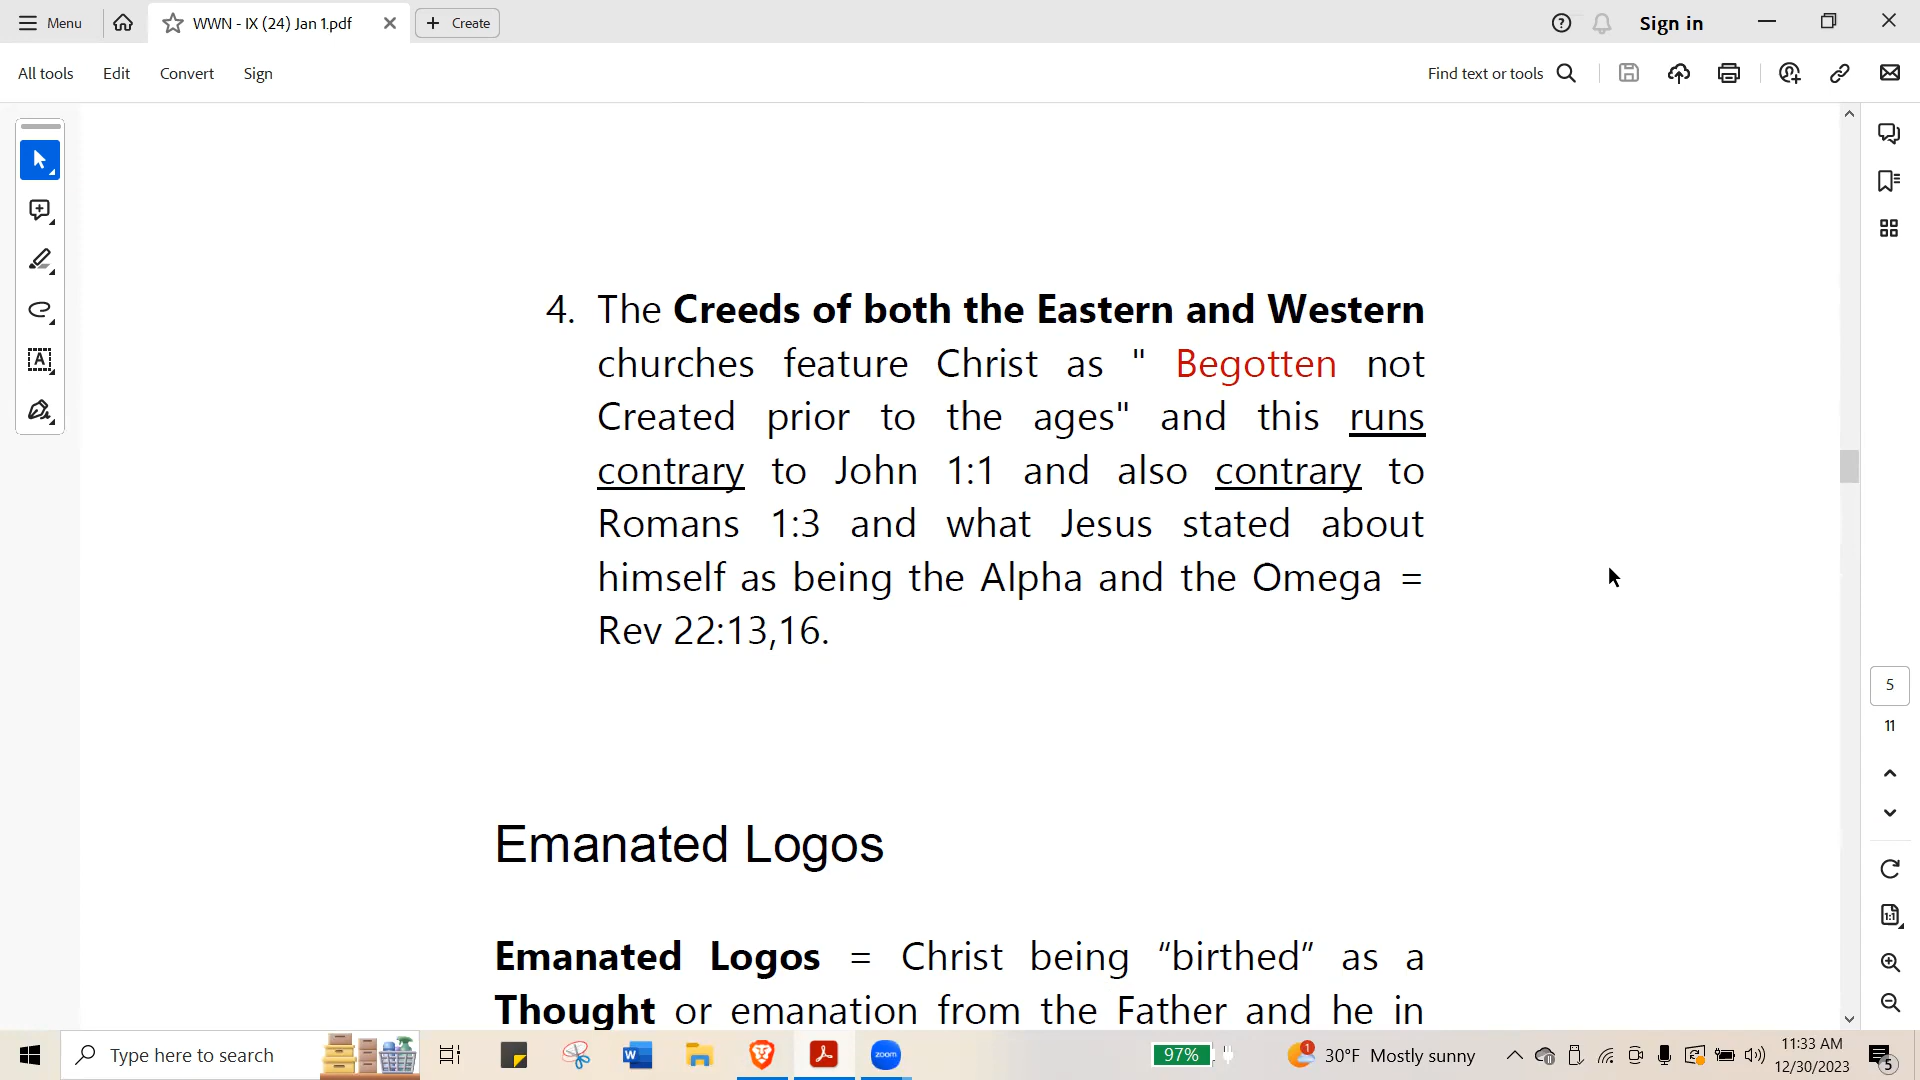 Menu
WWN - IX (24) Jan 1.pdf
Create
Sign in
All tools Edit Convert Sign
Find text or tools
4. The Creeds of both the Eastern and Western
churches feature Christ as " Begotten not
Created prior to the ages" and this runs
contrary to John 1:1 and also contrary to
Romans 1:3 and what Jesus stated about
himself as being the Alpha and the Omega =
Rev 22:13,16.
5
11
Emanated Logos
Emanated Logos = Christ being “birthed” as a
Thought or emanation from the Father and he in
Type here to search
zoom
97%
1
30°F Mostly sunny
11:33 AM
12/30/2023
5